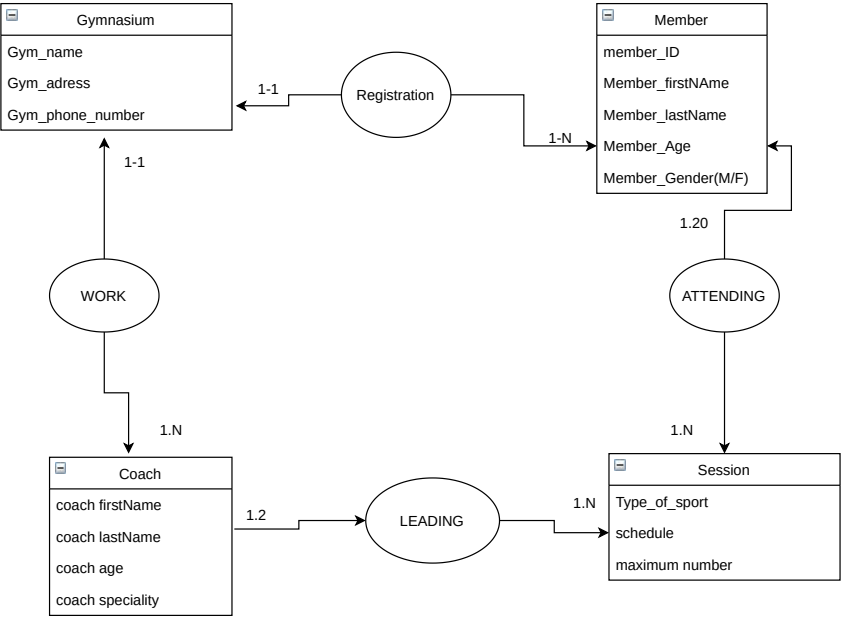 Gymnasium
Gym_name
Gym_adress
Gym_phone_number
1-1
Registration
1-N
Member
member_ID
Member_firstNAme
Member_lastName
Member_Age
Member_Gender(M/F)
1-1
WORK
1.N
1.20
ATTENDING
1.N
Coach
coach firstName
coach lastName
coach age
coach speciality
1.2
LEADING
1.N
Session
Type_of_sport
schedule
maximum number